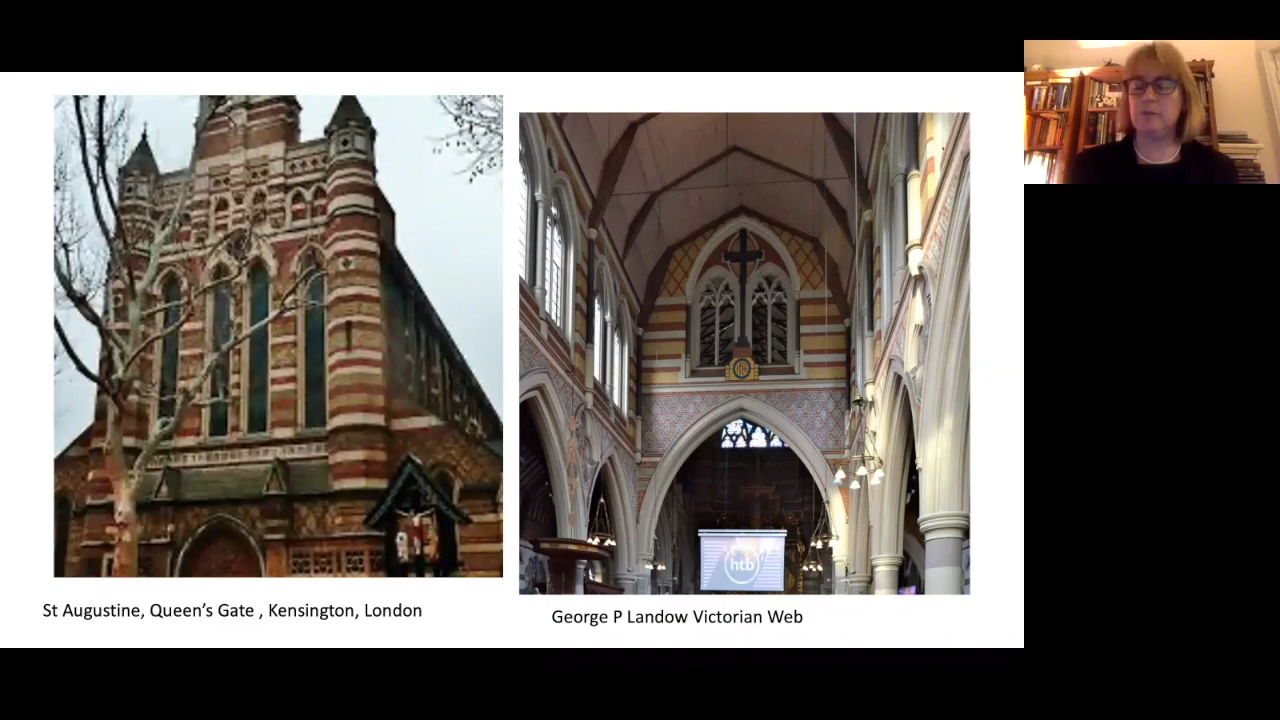 htb
St Augustine, Queen’s Gate , Kensington, London
George P Landow Victorian Web